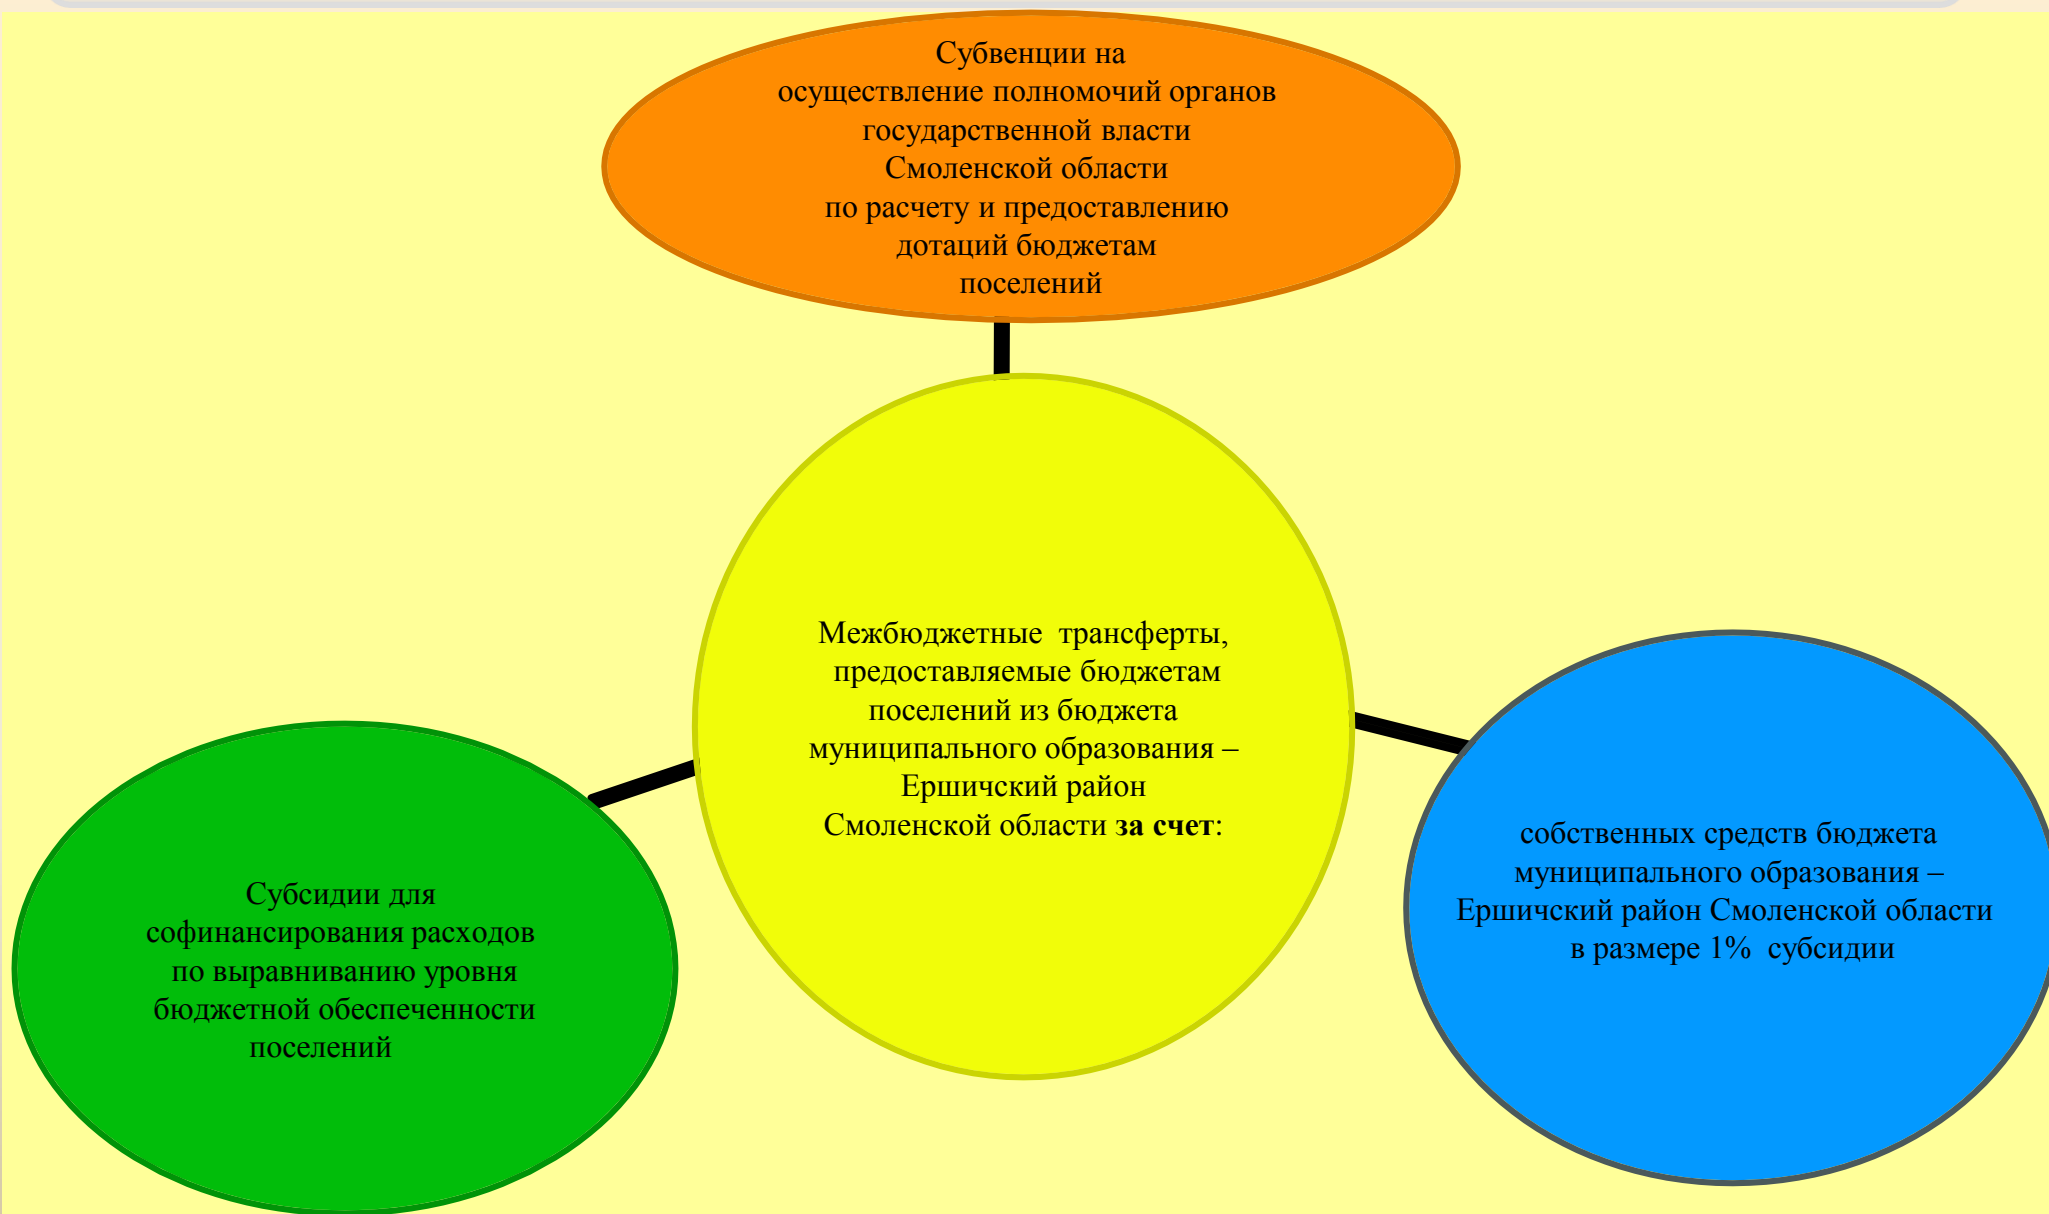 Субвенции на
осуществление полномочий органов
государственной власти
Смоленской области
по расчету и предоставлению
дотаций бюджетам
поселений
Межбюджетные трансферты,
предоставляемые бюджетам
поселений из бюджета
муниципального образования –
Ершичский район
Смоленской области за счет:
Субсидии для
софинансирования расходов
по выравниванию уровня
бюджетной обеспеченности
поселений
собственных средств бюджета
муниципального образования –
Ершичский район Смоленской области
в размере 1% субсидии